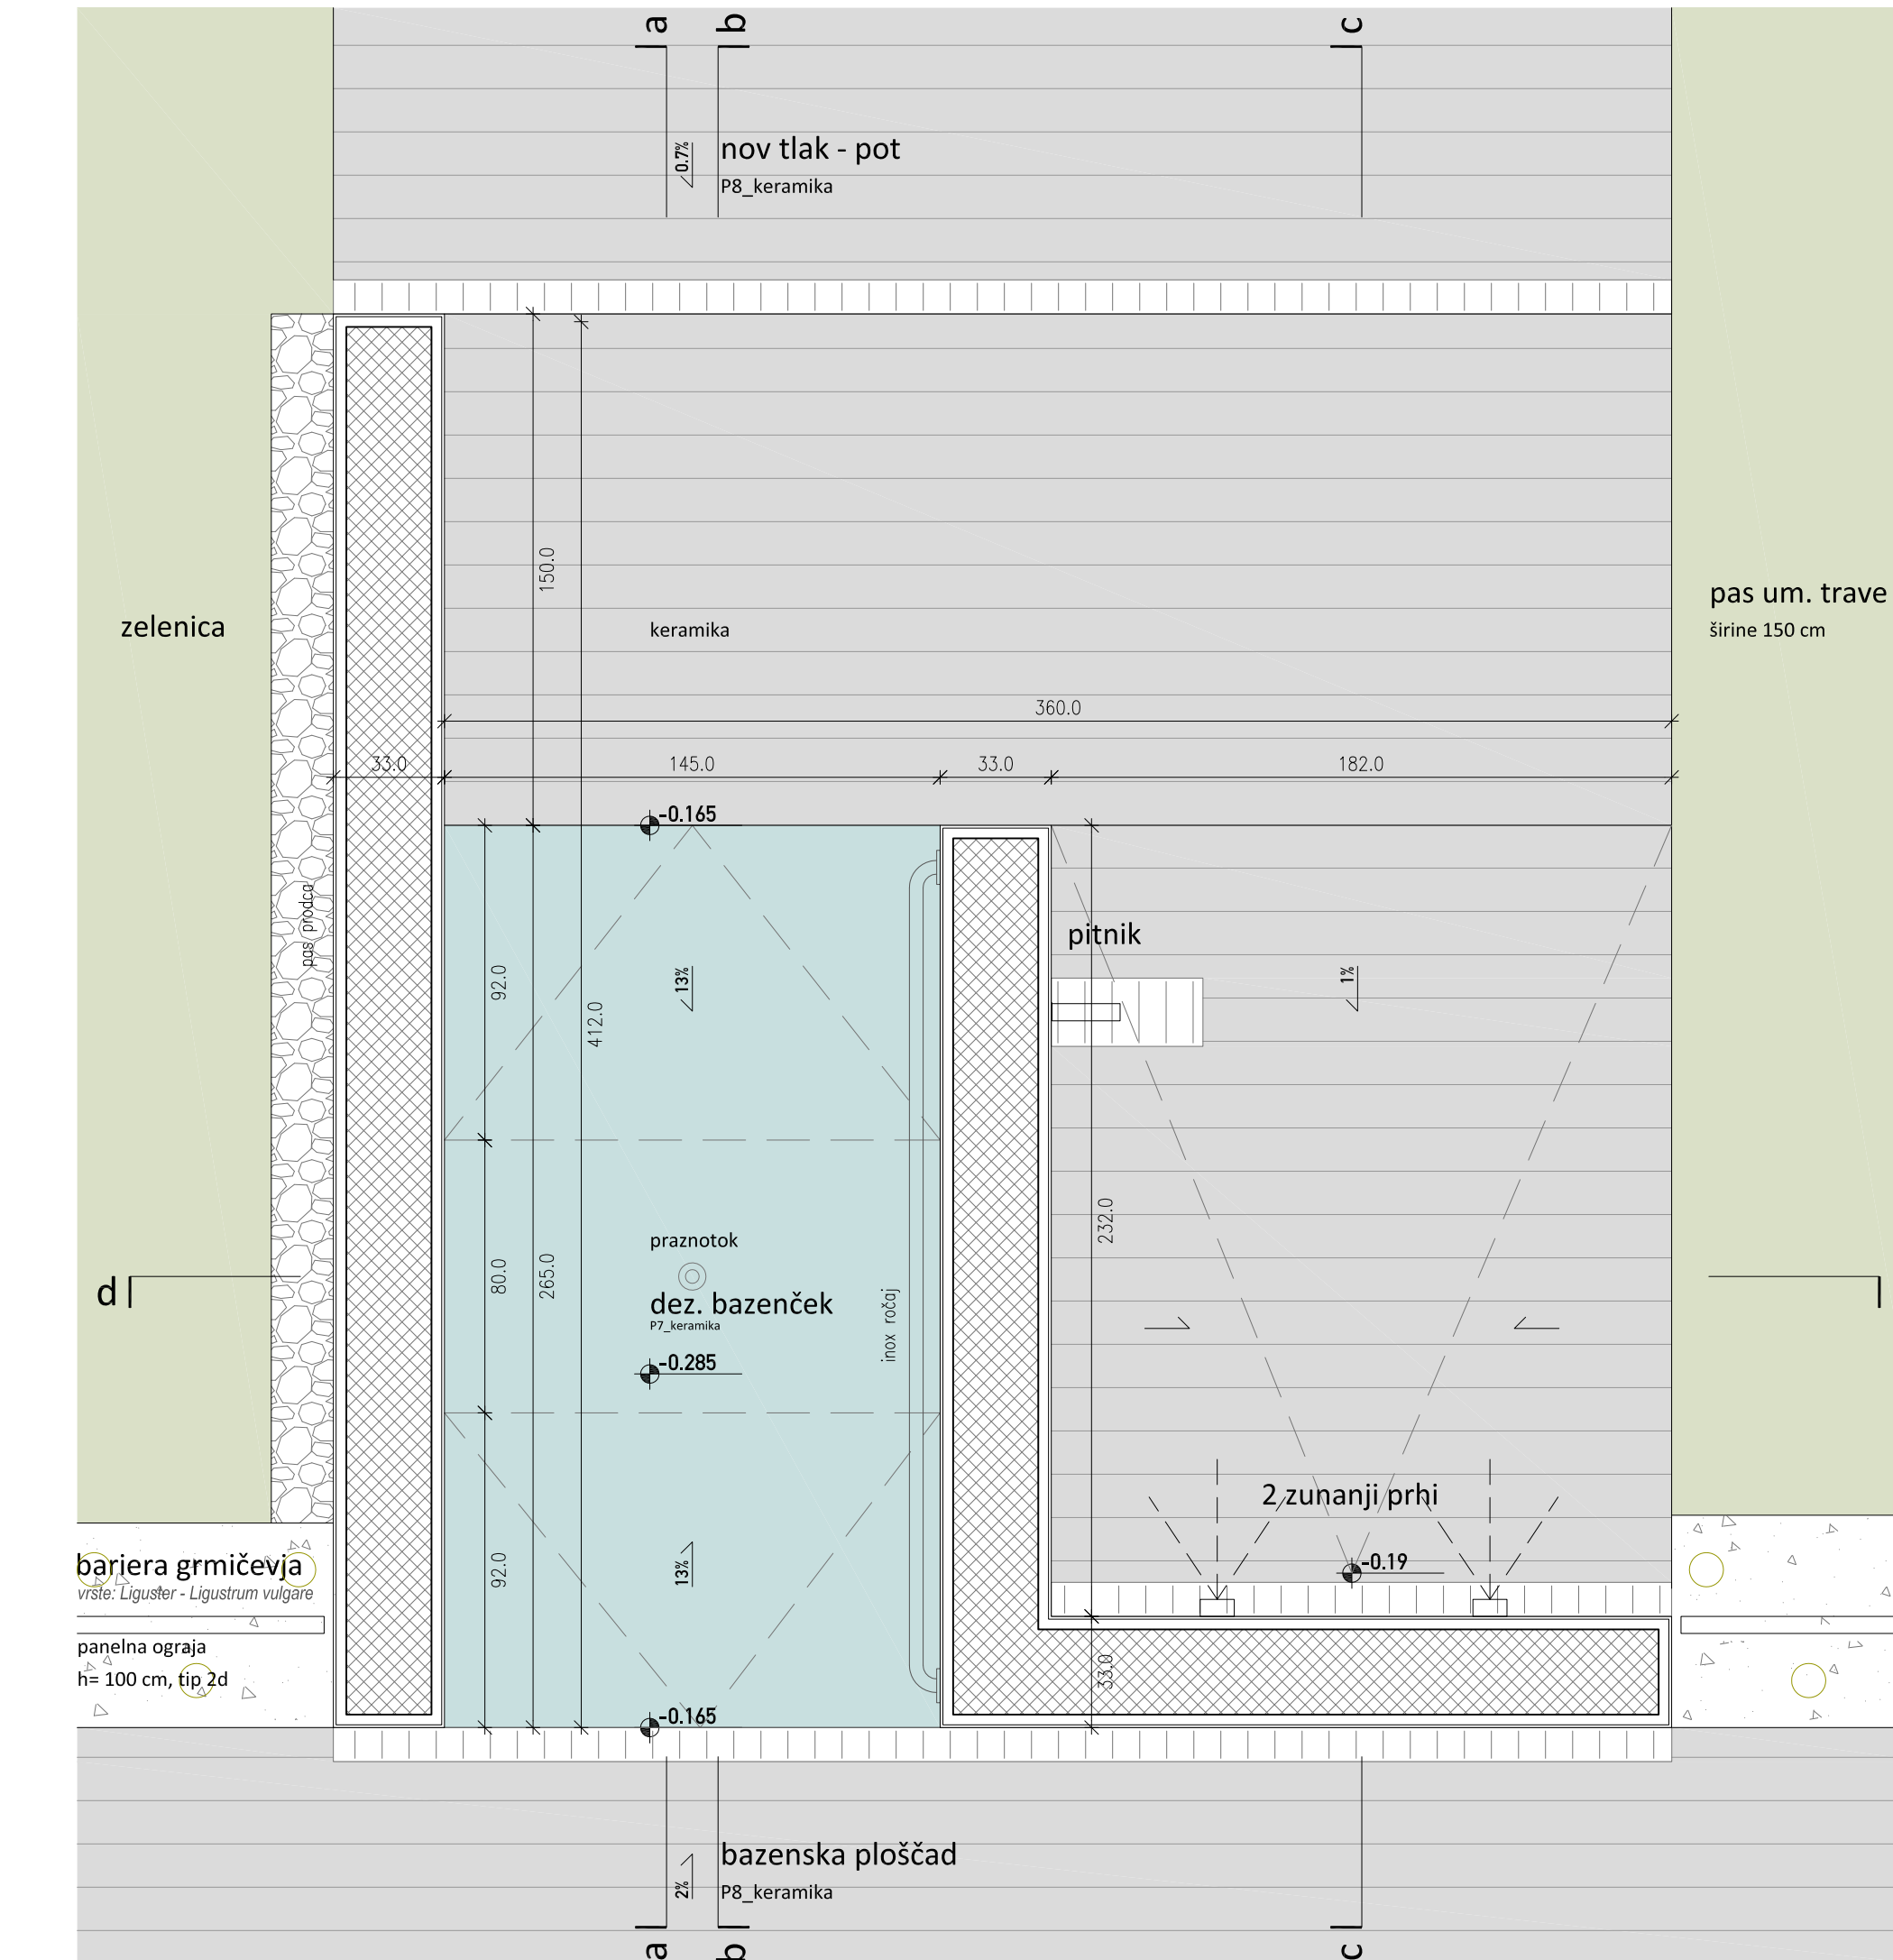 a
b
c
0.7%
nov tlak - pot
P8_keramika
150.0
zelenica
keramika
pas um. trave
širine 150 cm
360.0
33.0
145.0
33.0
182.0
-0.165
pas prodca
92.0
13%
412.0
pitnik
1%
232.0
praznotok
80.0
265.0
d
dez. bazenček
P7_keramika
inox ročaj
-0.285
2 zunanji prhi
-0.19
bariera grmičevja
vrste: Liguster - Ligustrum vulgare
92.0
13%
panelna ograja
h= 100 cm, tip 2d
33.0
-0.165
bazenska ploščad
2%
P8_keramika
a
b
c